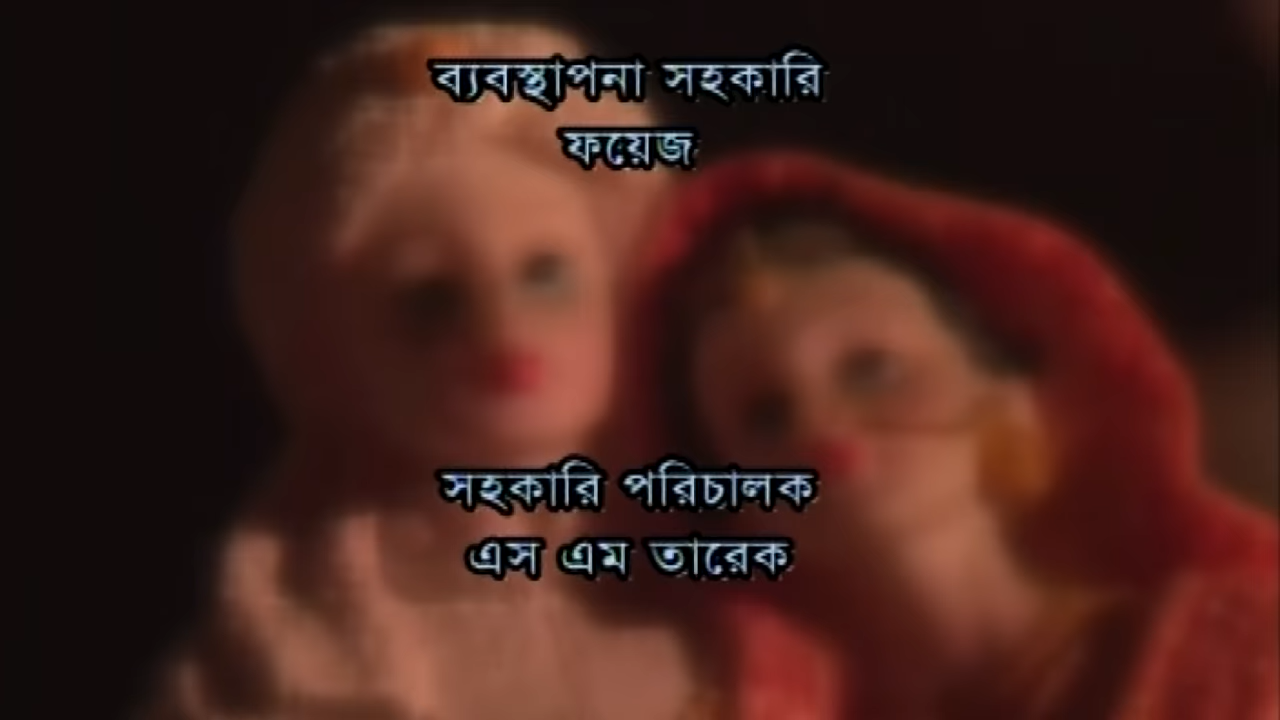 ব্যবস্থাপনা সহকারি
ফয়েজ
সহকারি পরিচালক
এস এম তারেক